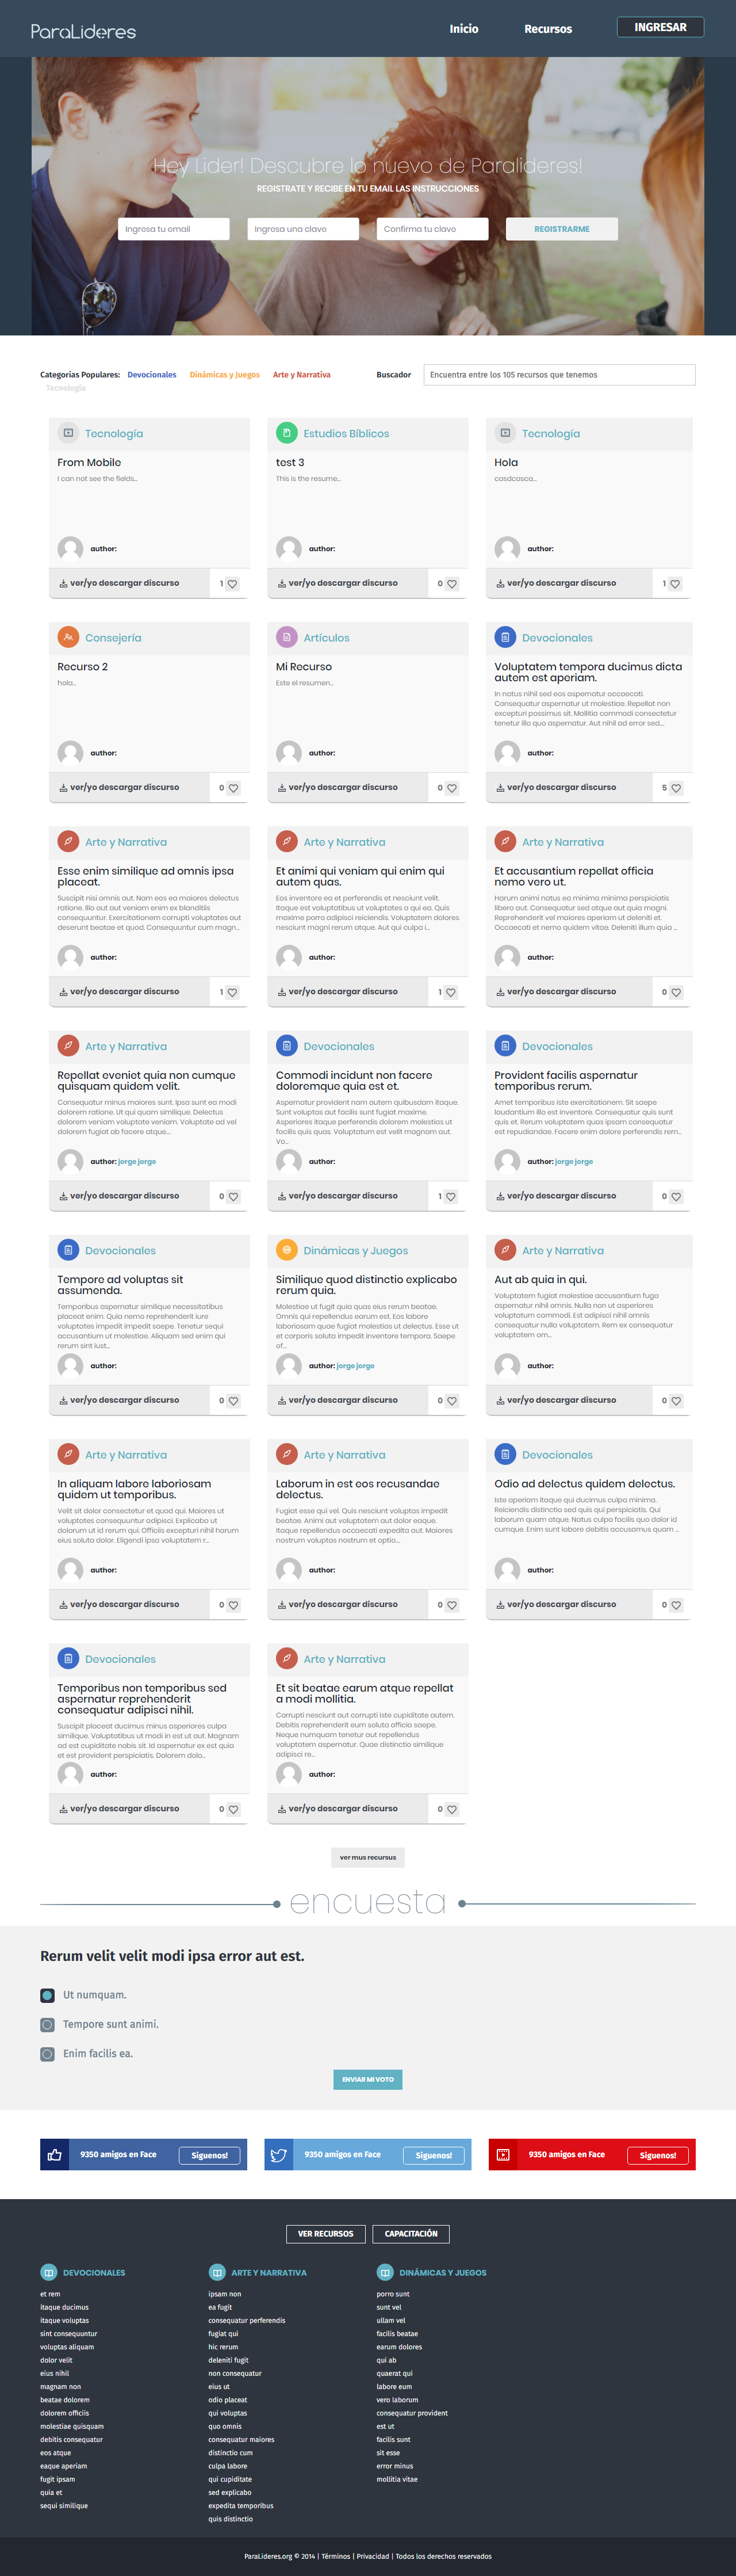 ParaLideres
Inicio
Recursos
INGRESAR
Hey Lider! Descubre lo nuevo de Paralideres!
REGISTRATE Y RECIBE EN TU EMAIL LAS INSTRUCCIONES
Ingresa tu email
Ingresa una clave
Confirma tu clave
REGISTRARME
Categorias Populares: Devocionales Dinámicas y Juegos Arte y Narrativa
Tecnología
Buscador
Encuentra entre los 105 recursos que tenemos
Tecnología
From Mobile
I can not see the fields...
author:
ver/yo descargar discurso
1
Estudios Bíblicos
test 3
This is the resume...
author:
ver/yo descargar discurso
0
Tecnología
Hola
casdcasca...
author:
ver/yo descargar discurso
1
Consejería
Recurso 2
hola...
author:
ver/yo descargar discurso
0
Artículos
Mi Recurso
Este el resumen...
author:
ver/yo descargar discurso
0
Devocionales
Voluptatem tempora ducimus dicta
autem est aperiam.
In natus nihil sed eos aspernatur occaecati.
Consequatur aspernatur ut molestiae. Repellat non
excepturi possimus sit. Mollitia commodi consectetur
tenetur illo quo aspernatur. Aut nihil ad error sed...
author:
ver/yo descargar discurso
5
Arte y Narrativa
Esse enim similique ad omnis ipsa
placeat.
Suscipit nisi omnis aut. Nam eos ea maiores delectus
ratione. Illo aut aut veniam enim ex blanditiis
consequuntur. Exercitationem corrupti voluptates aut
deserunt beatae et quod. Consequuntur cum magn...
author:
ver/yo descargar discurso
1
Arte y Narrativa
Et animi qui veniam qui enim qui
autem quas.
Eos inventore ea et perferendis et nesciunt velit.
Itaque est voluptatibus ut voluptates a qui ea. Quis
maxime porro adipisci reiciendis. Voluptatem dolores
nesciunt magni rerum atque. Aut qui culpa i...
author:
ver/yo descargar discurso
1
Arte y Narrativa
Et accusantium repellat officia
nemo vero ut.
Harum animi natus ea minima minima perspiciatis
libero aut. Consequatur sed atque aut quia magni.
Reprehenderit vel maiores aperiam ut deleniti et.
Occaecati et nemo quidem vitae. Deleniti illum quia ...
author:
ver/yo descargar discurso
0
Arte y Narrativa
Repellat eveniet quia non cumque
quisquam quidem velit.
Consequatur minus maiores sunt. Ipsa sunt ea modi
dolorem ratione. Ut qui quam similique. Delectus
dolorem veniam voluptate veniam. Voluptate ad vel
dolorem fugiat ab facere atque...
author: jorge jorge
ver/yo descargar discurso
0
Devocionales
Commodi incidunt non facere
doloremque quia est et.
Aspernatur provident nam autem quibusdam itaque.
Sunt voluptas aut facilis sunt fugiat maxime.
Asperiores itaque perferendis dolorem molestias ut
facilis quis quas. Voluptatum est velit magnam aut.
Vo...
author:
ver/yo descargar discurso
1
Devocionales
Provident facilis aspernatur
temporibus rerum.
Amet temporibus iste exercitationem. Sit saepe
laudantium illo est inventore. Consequatur quis sunt
quis et. Rerum voluptatem quas ipsam consequatur
est repudiandae. Facere enim dolore perferendis rem...
author: jorge jorge
ver/yo descargar discurso
0
Devocionales
Tempore ad voluptas sit
assumenda.
Temporibus aspernatur similique necessitatibus
placeat enim. Quia nemo reprehenderit iure
voluptates impedit impedit saepe. Tenetur sequi
accusantium ut molestiae. Aliquam sed enim qui
rerum sint iust...
author:
ver/yo descargar discurso
0
Dinámicas y Juegos
Similique quod distinctio explicabo
rerum quia.
Molestiae ut fugit quia quas eius rerum beatae.
Omnis qui repellendus earum est. Eos labore
laboriosam quae fugiat molestias ut delectus. Esse ut
et corporis soluta impedit inventore tempora. Saepe
of...
author: jorge jorge
ver/yo descargar discurso
0
Arte y Narrativa
Aut ab quia in qui.
Voluptatem fugiat molestiae accusantium fuga
aspernatur nihil omnis. Nulla non ut asperiores
voluptatum commodi. Est adipisci nihil omnis
consequatur nulla voluptatem. Rem ex consequatur
voluptatem om...
author:
ver/yo descargar discurso
0
Arte y Narrativa
In aliquam labore laboriosam
quidem ut temporibus.
Velit sit dolor consectetur et quad qui. Maiores ut
voluptates consequuntur adipisci. Explicabo ut
dolorum ut id rerum qui. Officiis excepturi nihil harum
eius soluta dolor. Eligendi ipsa voluptatem r...
author:
ver/yo descargar discurso
0
Arte y Narrativa
Laborum in est eos recusandae
delectus.
Fugiat esse qui vel. Quis nesciunt voluptas impedit
beatae. Animi aut voluptatem aut dolor eaque.
Itaque repellendus occaecati expedita aut. Maiores
nostrum voluptas nostrum et optio...
author:
ver/yo descargar discurso
0
Devocionales
Odio ad delectus quidem delectus.
Iste aperiam itaque qui ducimus culpa minima.
Reiciendis distinctio est sed quis qui perspiciatis. Qui
laborum quam atque. Natus culpa facilis quo dolor id
cumque. Enim sunt labore debitis accusamus quam ...
author:
ver/yo descargar discurso
0
Devocionales
Temporibus non temporibus sed
aspernatur reprehenderit
consequatur adipisci nihil.
Suscipit placeat ducimus minus asperiores culpa
similique. Voluptatibus ut modi in est ut aut. Magnam
ad est cupiditate nobis sit. Id aspernatur ex est quia
et est provident perspiciatis. Dolorem dolo...
author:
ver/yo descargar discurso
0
Arte y Narrativa
Et sit beatae earum atque repellat
a modi mollitia.
Corrupti nesciunt aut corrupti iste cupiditate autem.
Debitis reprehenderit eum soluta officia saepe.
Neque numquam tenetur aut repellendus
voluptatem aspernatur. Quae distinctio similique
adipisci re...
author:
ver/yo descargar discurso
0
ver mus recursus
encuesta
Rerum velit velit modi ipsa error aut est.
Ut numquam.
Tempore sunt animi.
Enim facilis ea.
ENVIAR MI VOTO
9350 amigos en Face
Siguenos!
9350 amigos en Face
Siguenos!
9350 amigos en Face
Siguenos!
VER RECURSOS
CAPACITACIÓN
DEVOCIONALES
et rem
itaque ducimus
itaque voluptas
sint consequuntur
voluptas aliquam
dolor velit
eius nihil
magnam non
beatae dolorem
dolorem officiis
molestiae quisquam
debitis consequatur
eos atque
eaque aperiam
fugit ipsam
quia et
sequi similique
ARTE Y NARRATIVA
ipsam non
ea fugit
consequatur perferendis
fugiat qui
hic rerum
deleniti fugit
non consequatur
eius ut
odio placeat
qui voluptas
quo omnis
consequatur maiores
distinctio cum
culpa labore
qui cupiditate
sed explicabo
expedita temporibus
quis distinctio
DINÁMICAS Y JUEGOS
porro sunt
sunt vel
ullam vel
facilis beatae
earum dolores
qui ab
quaerat qui
labore eum
vero laborum
consequatur provident
est ut
facilis sunt
sit esse
error minus
mollitia vitae
ParaLideres.org © 2014 | Términos | Privacidad | Todos los derechos reservados